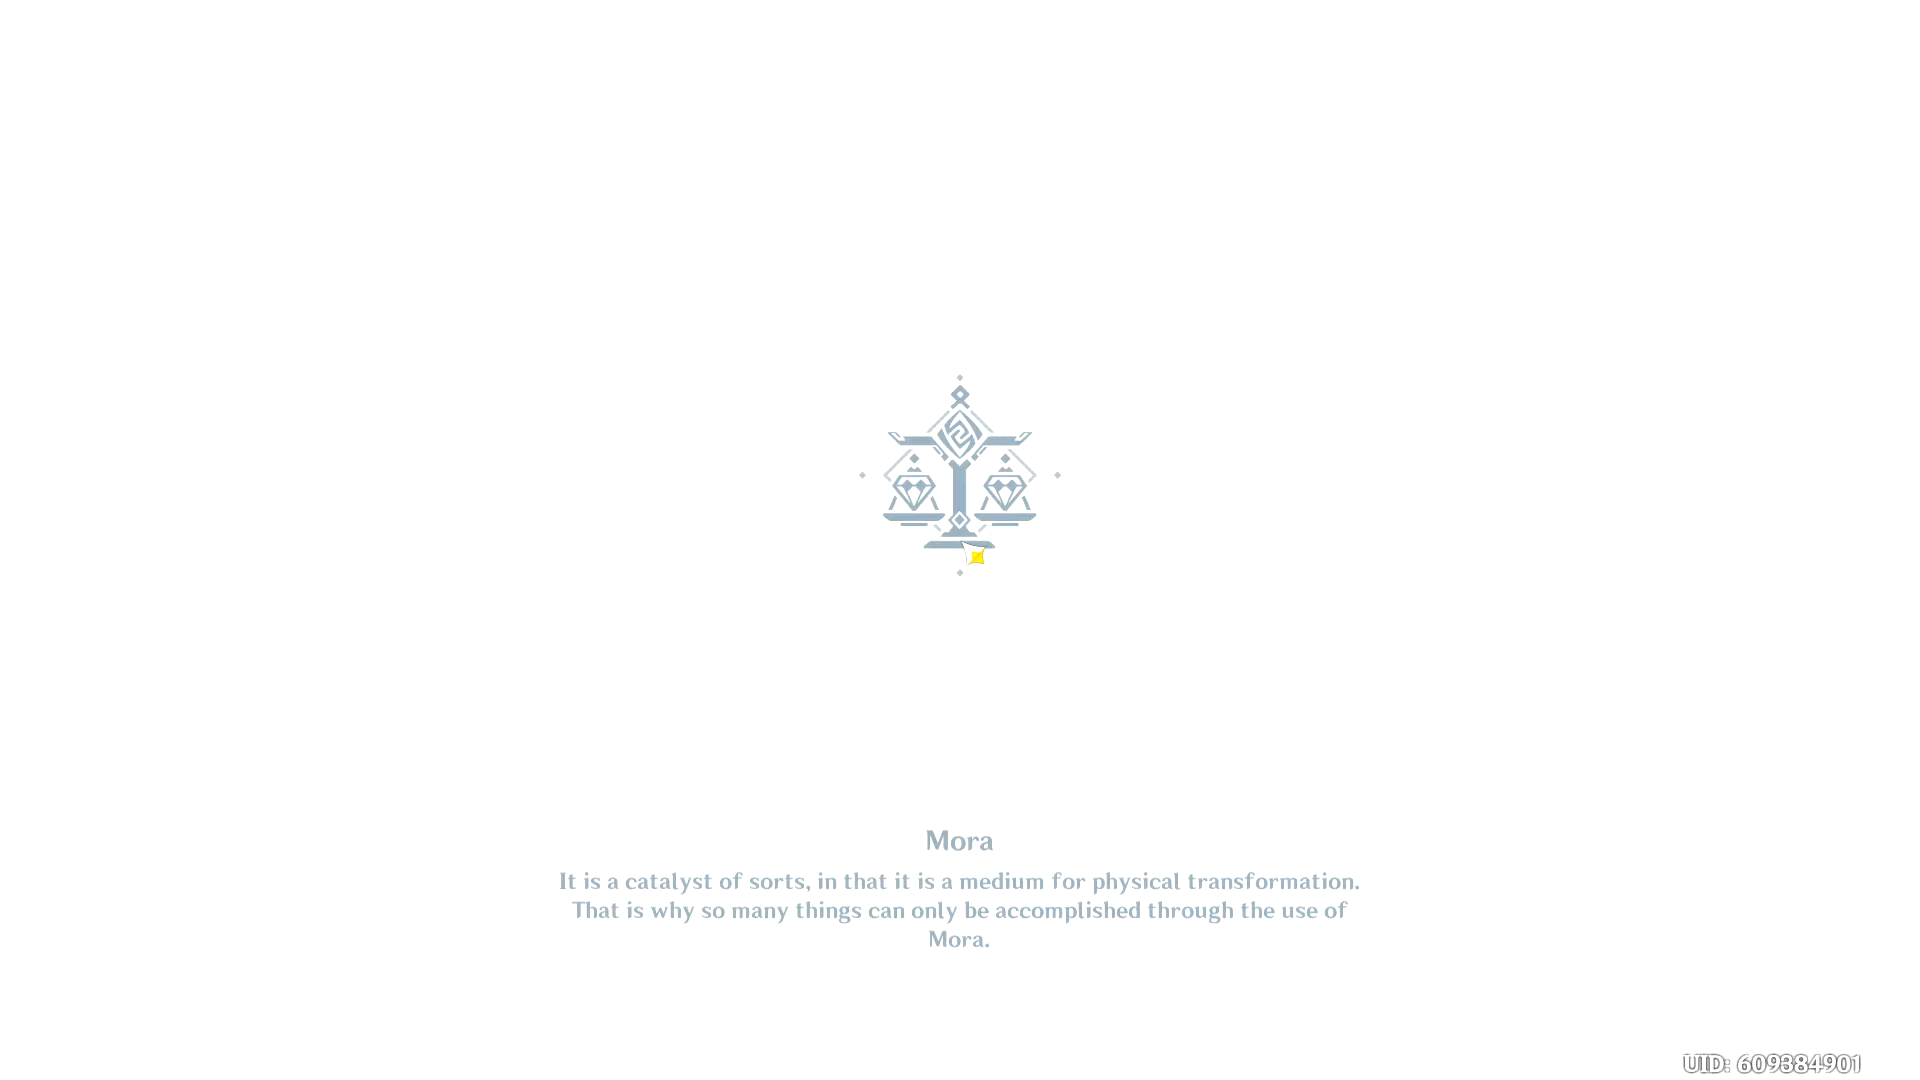 Mora
It is a catalyst of sorts, in that it is a medium for physical transformation.
That is why so many things can only be accomplished through the use of
Mora.
UID: 609384901